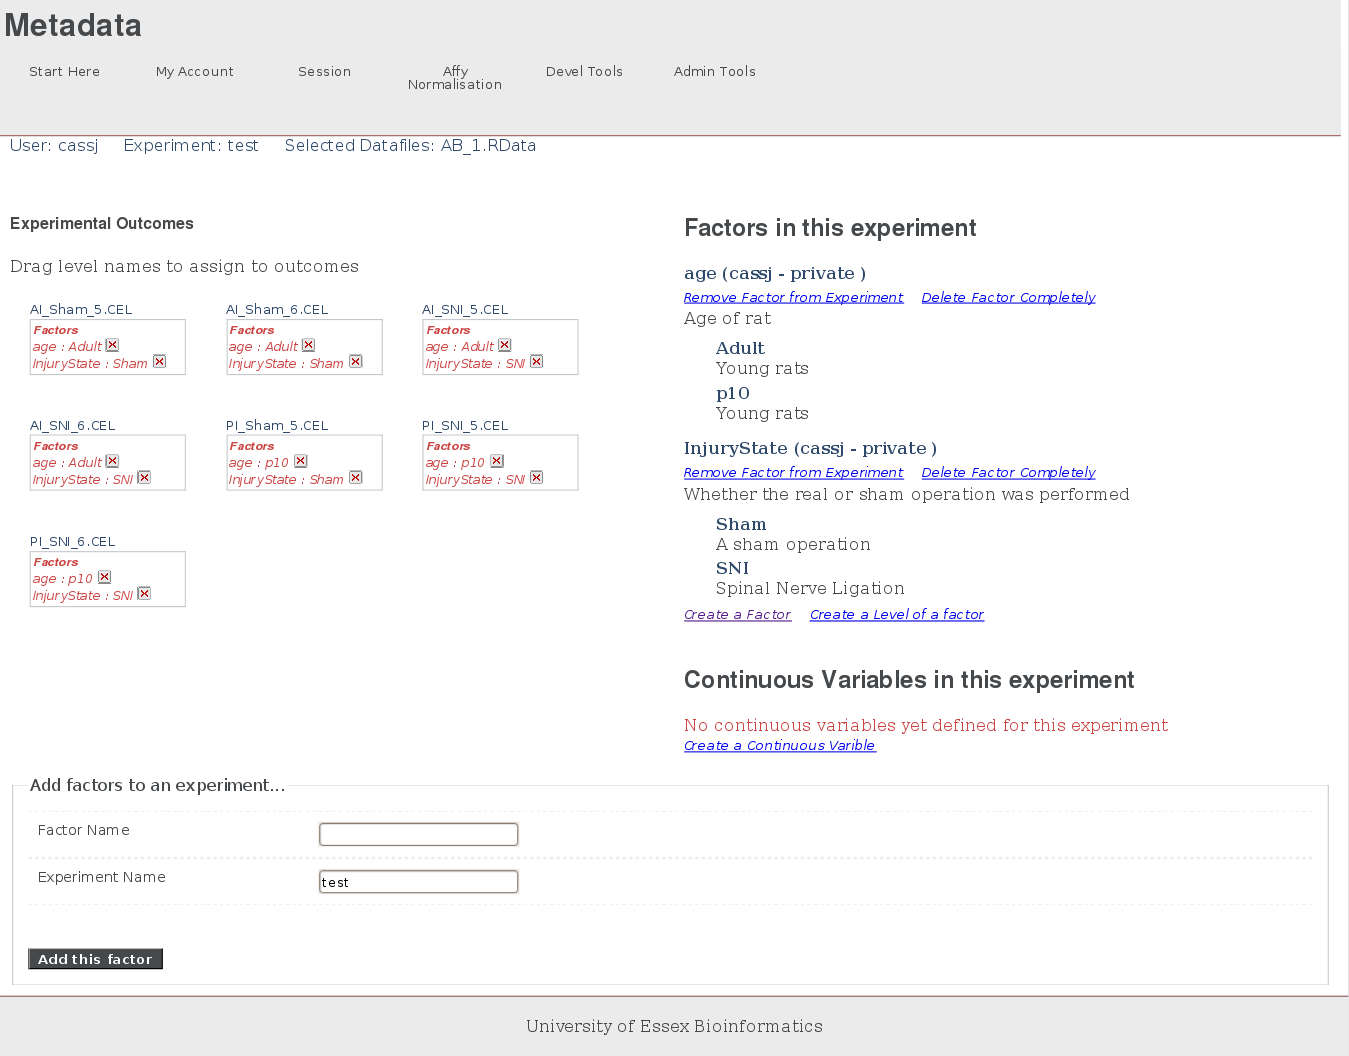 Metadata
Start Here My Account Session Affy Normalisation Devel Tools Admin Tools
User: cassj Experiment: test Selected Datafiles: AB_1.RData
Experimental Outcomes
Drag level names to assign to outcomes
AI_Sham_5.CEL
Factors
age : Adult
InjuryState : Sham
AI_Sham_6.CEL
Factors
age : Adult
InjuryState : Sham
AI_SNI_5.CEL
Factors
age : Adult
InjuryState : SNI
AI_SNI_6.CEL
Factors
age : Adult
InjuryState : SNI
PI_Sham_5.CEL
Factors
age : p10
InjuryState : Sham
PI_SNI_5.CEL
Factors
age : p10
InjuryState : SNI
PI_SNI_6.CEL
Factors
age : p10
InjuryState : SNI
Factors in this experiment
age (cassj - private )
Remove Factor from Experiment Delete Factor Completely
Age of rat
Adult
Young rats
p10
Young rats
InjuryState (cassj - private )
Remove Factor from Experiment Delete Factor Completely
Whether the real or sham operation was performed
Sham
A sham operation
SNI
Spinal Nerve Ligation
Create a Factor Create a Level of a factor
Continuous Variables in this experiment
No continuous variables yet defined for this experiment
Create a Continuous Varible
Add factors to an experiment...
Factor Name
Experiment Name test
Add this factor
University of Essex Bioinformatics